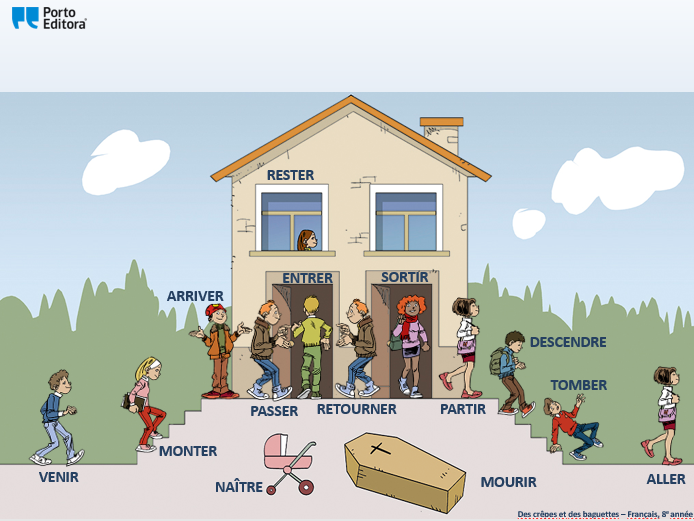 Porto
Editora
RESTER
ENTRER
SORTIR
ARRIVER
DESCENDRE
TOMBER
PASSER
RETOURNER
PARTIR
MONTER
VENIR
ALLER
NAÎTRE
MOURIR
Des crêpes et des baguettes – Français, 8ᵉ année